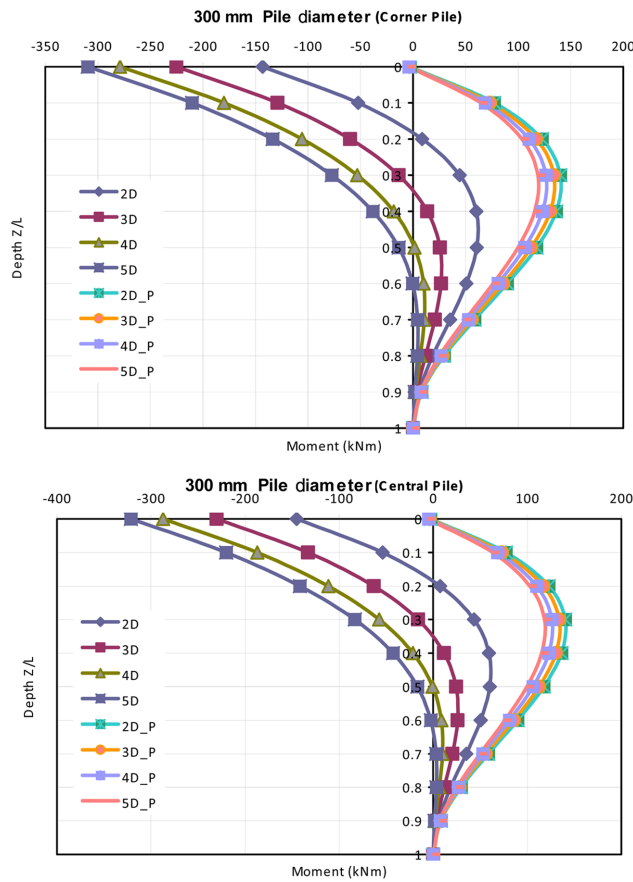 300 mm Pile diameter (Corner Pile)
-350 -300 -250 -200 -150 -100 -50 0 50 100 150 200
0
0.1
0.2
0.3
0.4
0.5
0.6
0.7
0.8
0.9
1
Depth Z/L
2D
3D
4D
5D
2D_P
3D_P
4D_P
5D_P
Moment (kNm)
300 mm Pile diameter (Central Pile)
-400 -300 -200 -100 0 100 200
0
0.1
0.2
0.3
0.4
0.5
0.6
0.7
0.8
0.9
1
Depth Z/L
2D
3D
4D
5D
2D_P
3D_P
4D_P
5D_P
Moment (kNm)